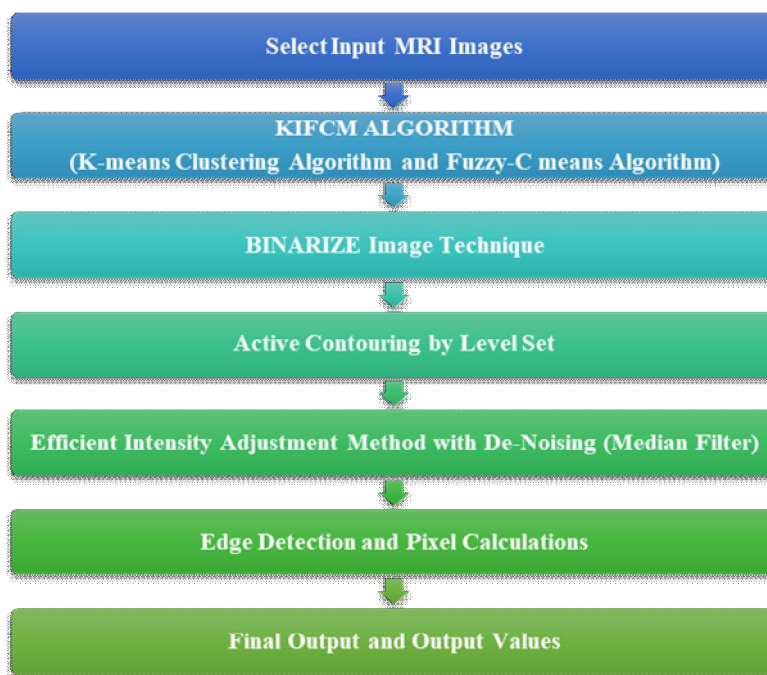 Select Input MRI Images
KIFCM ALGORITHM
(K-means Clustering Algorithm and Fuzzy-C means Algorithm)
BINARIZE Image Technique
Active Contouring by Level Set
Efficient Intensity Adjustment Method with De-Noising (Median Filter)
Edge Detection and Pixel Calculations
Final Output and Output Values